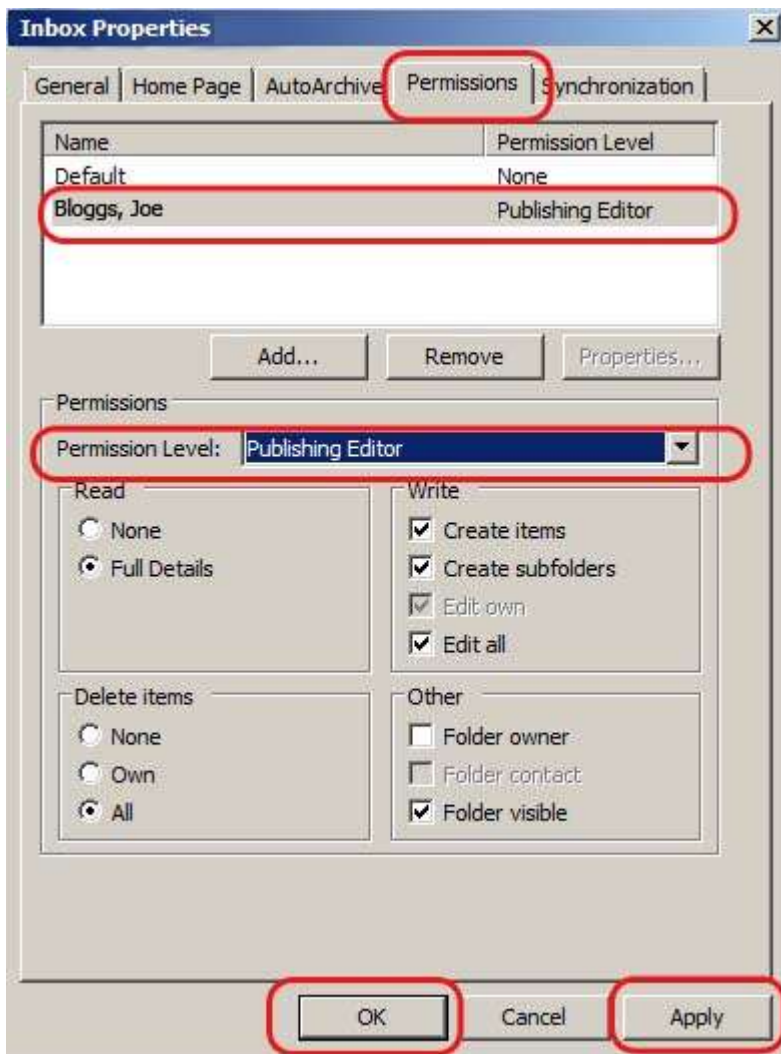 Inbox Properties
General Home Page AutoArchive Permissions Synchronization
Name Permission Level
Default None
Bloggs, Joe Publishing Editor
Add... Remove Properties...
Permissions
Permission Level: Publishing Editor
Read Write
None Create items
Full Details Create subfolders
Edit own
Edit all
Delete items Other
None Folder owner
Own Folder contact
All Folder visible
OK Cancel Apply